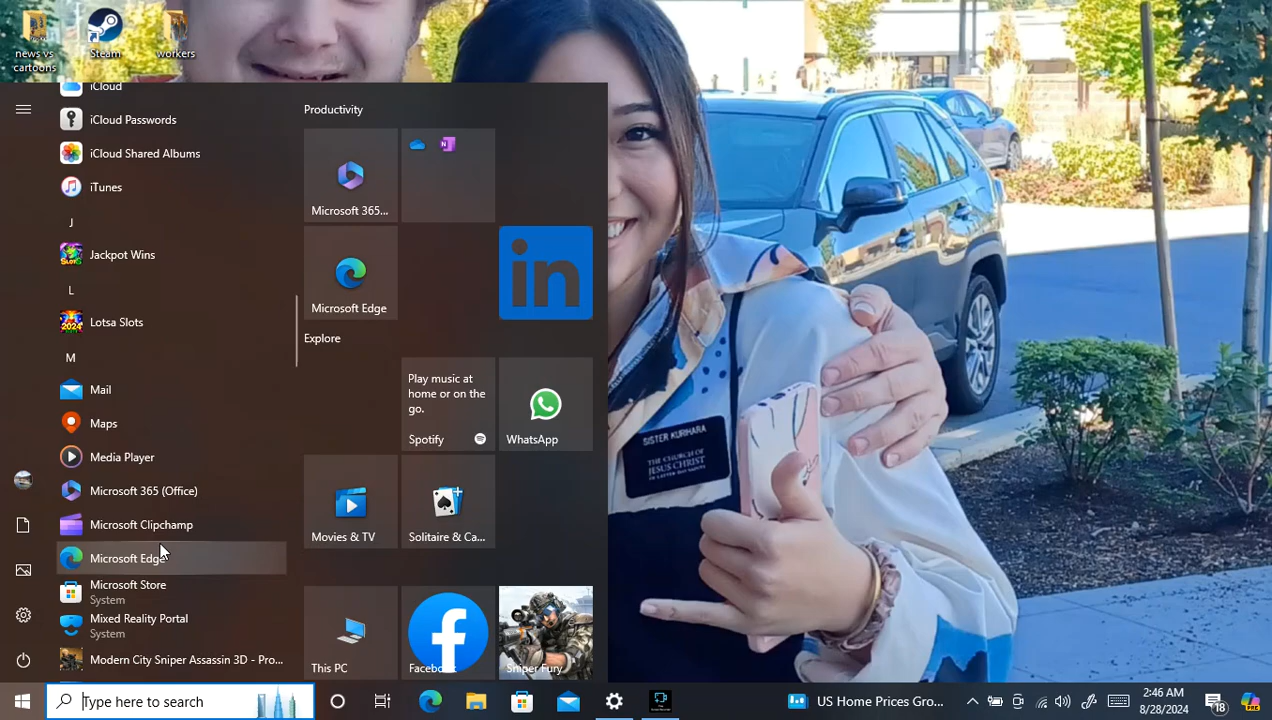 news vs
cartoons
Steam
workers
iCloud
iCloud Passwords
iCloud Shared Albums
iTunes
J
Jackpot Wins
L
Lotsa Slots
M
Mail
Maps
Media Player
Microsoft 365 (Office)
Microsoft Clipchamp
Microsoft Edge
Microsoft Store
System
Mixed Reality Portal
System
Modern City Sniper Assassin 3D - Pro...
Productivity
Microsoft 365...
Microsoft Edge
in
Explore
Play music at
home or on the
go.
Spotify
WhatsApp
Movies & TV
Solitaire & Ca...
This PC
Facebook
Sniper Fury
SISTER KURIHARA
THE CHURCH OF
JESUS CHRIST
OF LATTER-DAY SAINTS
Type here to search
US Home Prices Gro...
2:46 AM
8/28/2024
18
PRE